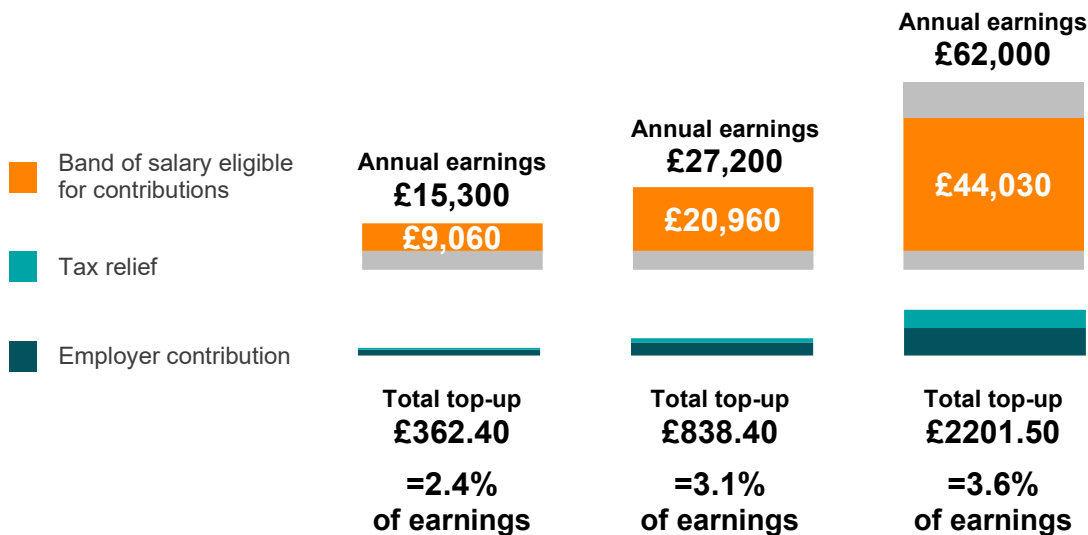 Band of salary eligible
for contributions
Tax relief
Employer contribution
Annual earnings
£15,300
£9,060
Total top-up
£362.40
=2.4%
of earnings
Annual earnings
£27,200
£20,960
Total top-up
£838.40
=3.1%
of earnings
Annual earnings
£62,000
£44,030
Total top-up
£2201.50
=3.6%
of earnings